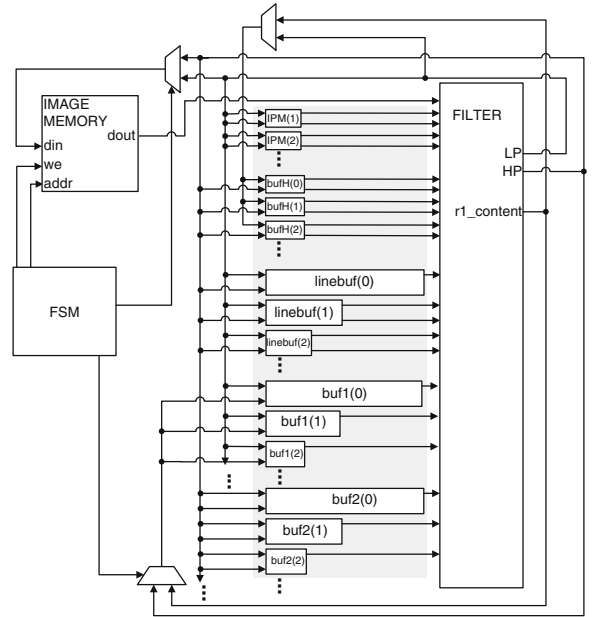 IMAGE
MEMORY
dout
din
we
addr
FSM
IPM(1)
IPM(2)
bufH(0)
bufH(1)
bufH(2)
linebuf(0)
linebuf(1)
linebuf(2)
buf1(0)
buf1(1)
buf1(2)
buf2(0)
buf2(1)
buf2(2)
FILTER
LP
HP
r1_content